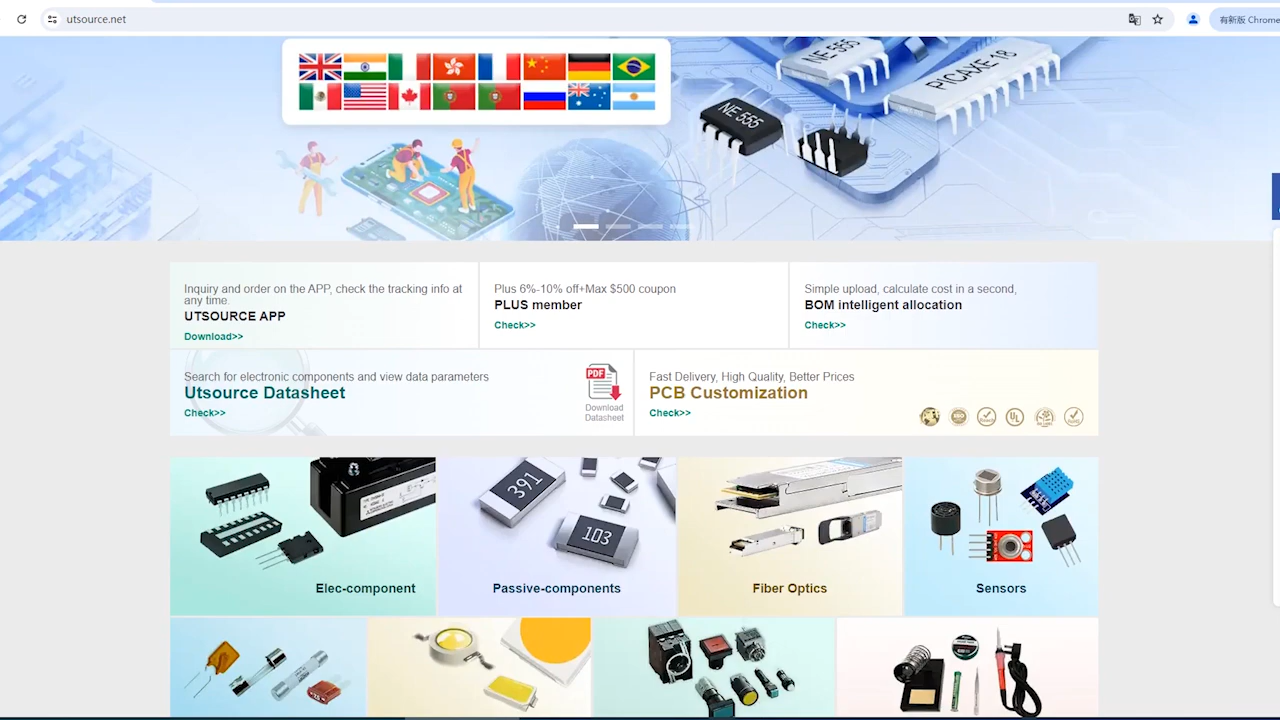 utsource.net
有新版 Chrome
NE 555
PICAXE-18
NE 555
Inquiry and order on the APP, check the tracking info at
any time.
UTSOURCE APP
Download>>
Plus 6%-10% off+Max $500 coupon
PLUS member
Check>>
Simple upload, calculate cost in a second,
BOM intelligent allocation
Check>>
Search for electronic components and view data parameters
Utsource Datasheet
Check>>
PDF
Download
Datasheet
Fast Delivery, High Quality, Better Prices
PCB Customization
Check>>
UL
391
103
Elec-component
Passive-components
Fiber Optics
Sensors